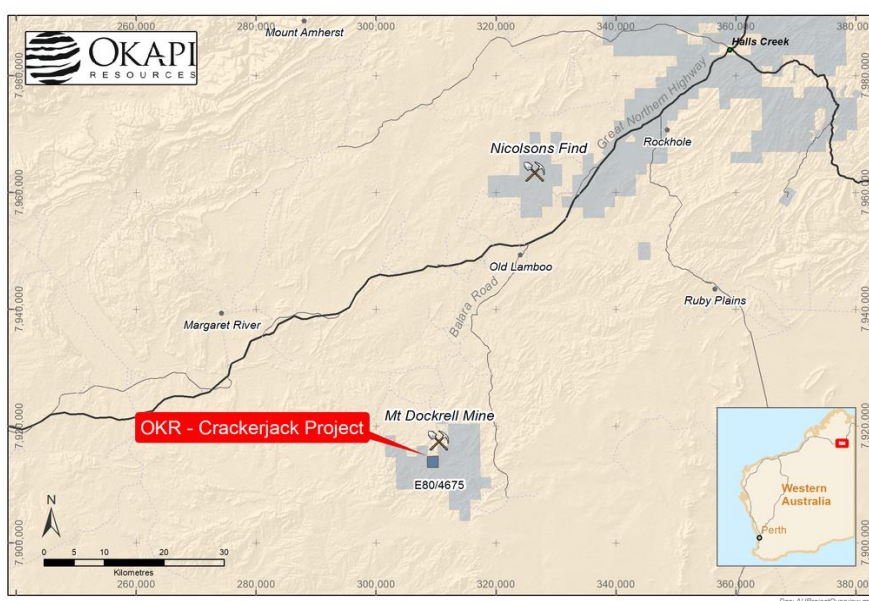 260,000
280,000
300,000
320,000
340,000
360,000
380,000
OKAPI
RESOURCES
Mount Amherst
Halls Creek
7,980,000
7,980,000
Great Northern Highway
Nicolsons Find
Rockhole
7,960,000
7,960,000
Old Lamboo
Balara Road
Ruby Plains
7,940,000
7,940,000
Margaret River
Mt Dockrell Mine
OKR - Crackerjack Project
7,920,000
7,920,000
E80/4675
Western
Australia
Perth
N
7,900,000
7,900,000
0 5 10 20 30
Kilometres
260,000
280,000
300,000
320,000
340,000
360,000
380,000